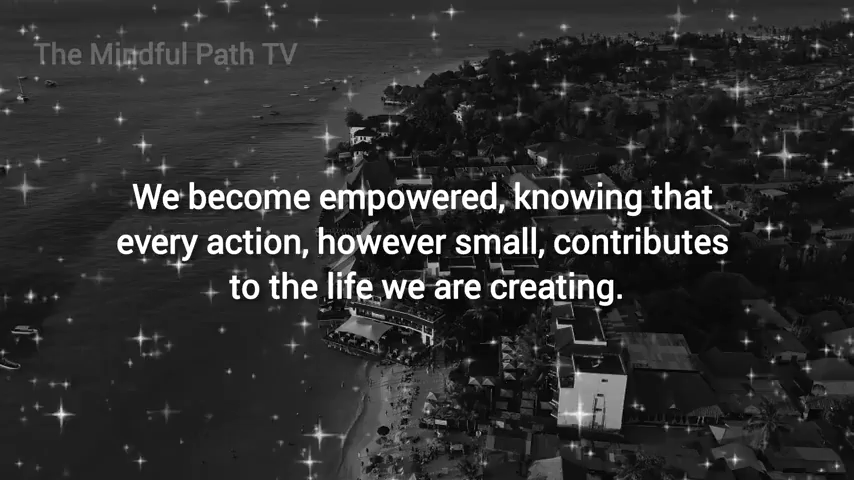 The Mindful Path TV
We become empowered, knowing that
every action, however small, contributes
to the life we are creating.